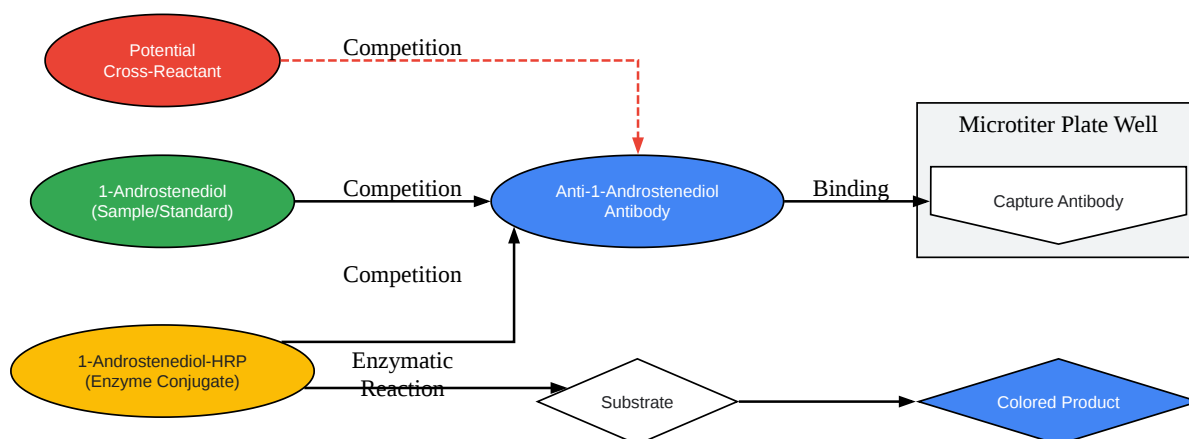 Potential
Cross-Reactant
Competition
Microtiter Plate Well
1-Androstenediol
(Sample/Standard)
Competition
Anti-1-Androstenediol
Antibody
Binding
Capture Antibody
Competition
1-Androstenediol-HRP
(Enzyme Conjugate)
Enzymatic
Reaction
Substrate
Colored Product